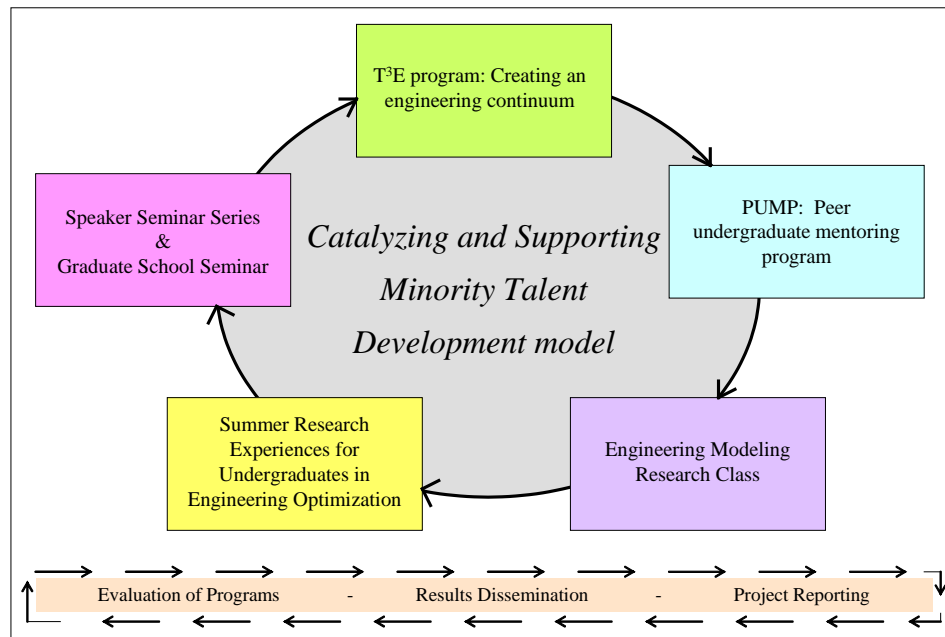 T³E program: Creating an
engineering continuum
PUMP:  Peer
undergraduate mentoring
program
Speaker Seminar Series
&
Graduate School Seminar
Catalyzing and Supporting
Minority Talent
Development model
Summer Research
Experiences for
Undergraduates in
Engineering Optimization
Engineering Modeling
Research Class
Evaluation of Programs - Results Dissemination - Project Reporting